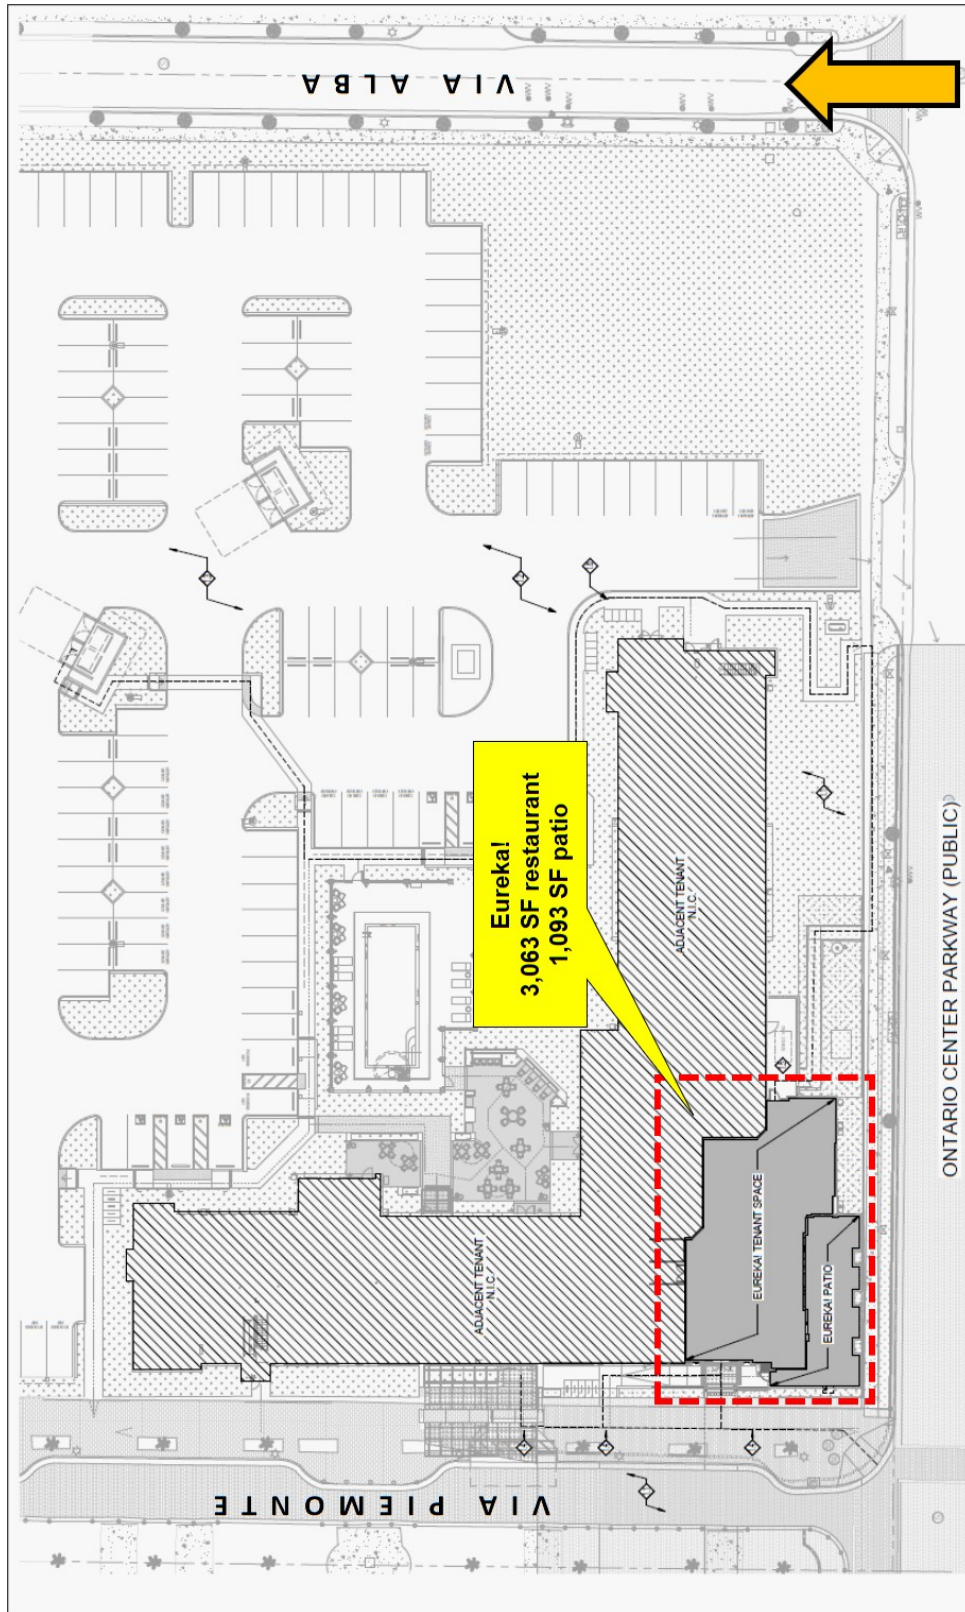 VIA ALBA
Eureka!
3,063 SF restaurant
1,093 SF patio
ADJACENT TENANT
N.I.C.
ADJACENT TENANT
N.I.C.
EUREKA! TENANT SPACE
EUREKA! PATIO
ONTARIO CENTER PARKWAY (PUBLIC)
VIA PIEMONTE